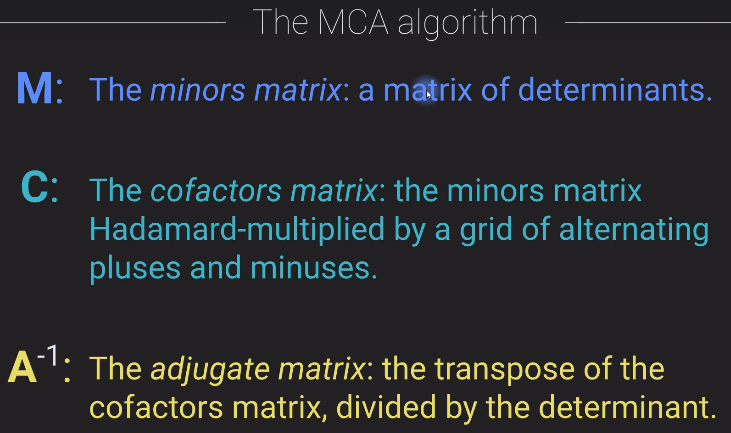 The MCA algorithm
M: The minors matrix: a matrix of determinants.
C: The cofactors matrix: the minors matrix
Hadamard-multiplied by a grid of alternating
pluses and minuses.
A⁻¹: The adjugate matrix: the transpose of the
cofactors matrix, divided by the determinant.